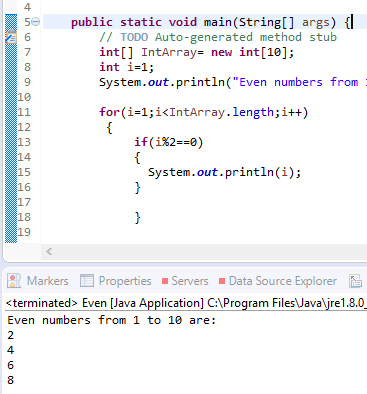 4
5 public static void main(String[] args) {
6 // TODO Auto-generated method stub
7 int[] IntArray= new int[10];
8 int i=1;
9 System.out.println("Even numbers from
10
11 for(i=1;i<IntArray.length;i++)
12 {
13 if(i%2==0)
14 {
15 System.out.println(i);
16 }
17
18 }
19
Markers Properties Servers Data Source Explorer
<terminated> Even [Java Application] C:\Program Files\Java\jre1.8.0_
Even numbers from 1 to 10 are:
2
4
6
8